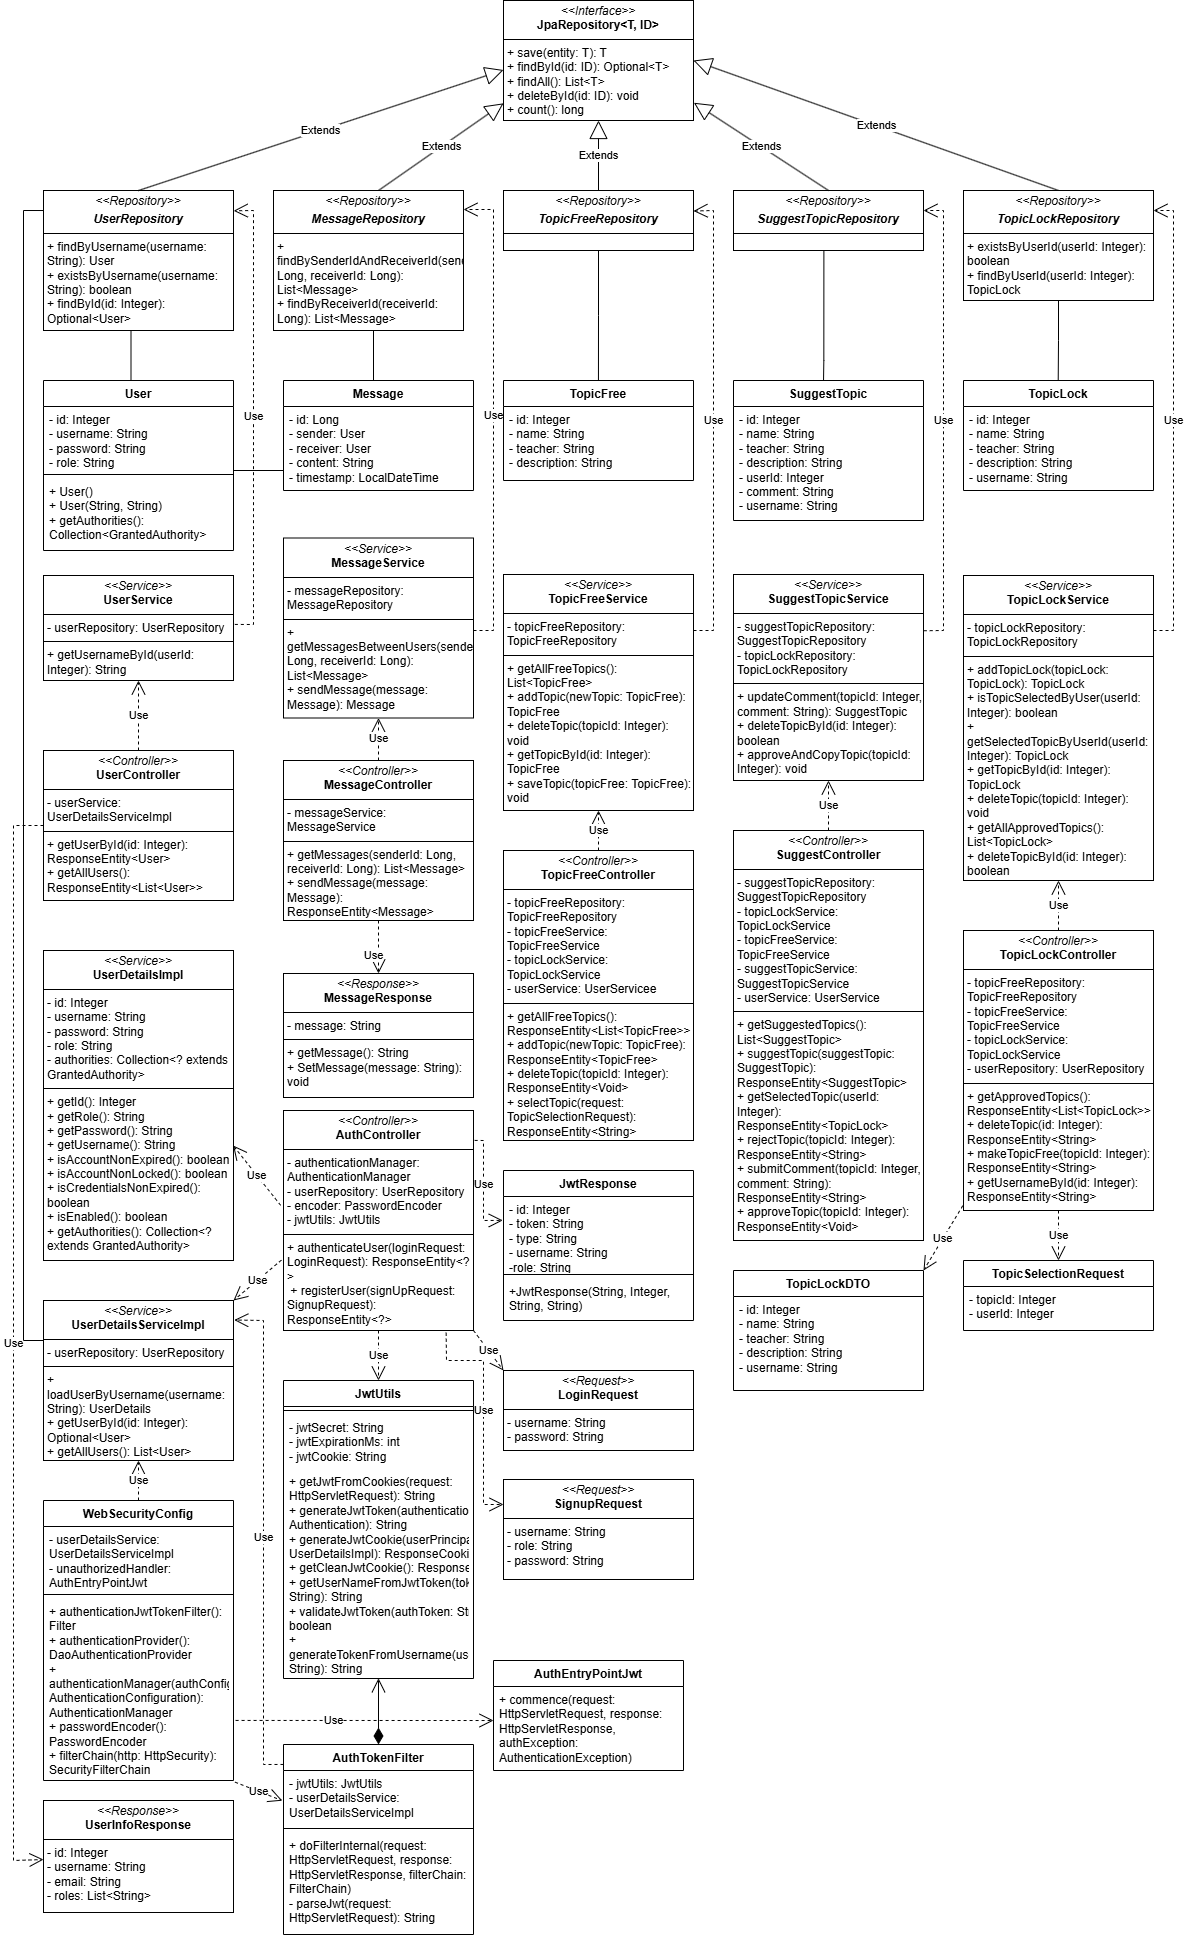 <<Interface>>
JpaRepository<T, ID>
+ save(entity: T): T
+ findById(id: ID): Optional<T>
+ findAll(): List<T>
+ deleteById(id: ID): void
+ count(): long
Extends
Extends
Extends
Extends
Extends
<<Repository>>
UserRepository
+ findByUsername(username:
String): User
+ existsByUsername(username:
String): boolean
+ findById(id: Integer):
Optional<User>
<<Repository>>
MessageRepository
+
findBySenderIdAndReceiverId(sen
Long, receiverId: Long):
List<Message>
+ findByReceiverId(receiverId:
Long): List<Message>
<<Repository>>
TopicFreeRepository
<<Repository>>
SuggestTopicRepository
<<Repository>>
TopicLockRepository
+ existsByUserId(userId: Integer):
boolean
+ findByUserId(userId: Integer):
TopicLock
User
- id: Integer
- username: String
- password: String
- role: String
+ User()
+ User(String, String)
+ getAuthorities():
Collection<GrantedAuthority>
Use
Message
- id: Long
- sender: User
- receiver: User
- content: String
- timestamp: LocalDateTime
Use
TopicFree
- id: Integer
- name: String
- teacher: String
- description: String
Use
SuggestTopic
- id: Integer
- name: String
- teacher: String
- description: String
- userId: Integer
- comment: String
- username: String
Use
TopicLock
- id: Integer
- name: String
- teacher: String
- description: String
- username: String
Use
<<Service>>
UserService
- userRepository: UserRepository
+ getUsernameById(userId:
Integer): String
Use
<<Service>>
MessageService
- messageRepository:
MessageRepository
+
getMessagesBetweenUsers(sende
Long, receiverId: Long):
List<Message>
+ sendMessage(message:
Message): Message
Use
<<Service>>
TopicFreeService
- topicFreeRepository:
TopicFreeRepository
+ getAllFreeTopics():
List<TopicFree>
+ addTopic(newTopic: TopicFree):
TopicFree
+ deleteTopic(topicId: Integer):
void
+ getTopicById(id: Integer):
TopicFree
+ saveTopic(topicFree: TopicFree):
void
Use
<<Service>>
SuggestTopicService
- suggestTopicRepository:
SuggestTopicRepository
- topicLockRepository:
TopicLockRepository
+ updateComment(topicId: Integer,
comment: String): SuggestTopic
+ deleteTopicById(id: Integer):
boolean
+ approveAndCopyTopic(topicId:
Integer): void
Use
<<Service>>
TopicLockService
- topicLockRepository:
TopicLockRepository
+ addTopicLock(topicLock:
TopicLock): TopicLock
+ isTopicSelectedByUser(userId:
Integer): boolean
+
getSelectedTopicByUserId(userId:
Integer): TopicLock
+ getTopicById(id: Integer):
TopicLock
+ deleteTopic(topicId: Integer):
void
+ getAllApprovedTopics():
List<TopicLock>
+ deleteTopicById(id: Integer):
boolean
Use
<<Controller>>
UserController
- userService:
UserDetailsServiceImpl
+ getUserById(id: Integer):
ResponseEntity<User>
+ getAllUsers():
ResponseEntity<List<User>>
<<Controller>>
MessageController
- messageService:
MessageService
+ getMessages(senderId: Long,
receiverId: Long): List<Message>
+ sendMessage(message:
Message):
ResponseEntity<Message>
Use
<<Controller>>
TopicFreeController
- topicFreeRepository:
TopicFreeRepository
- topicFreeService:
TopicFreeService
- topicLockService:
TopicLockService
- userService: UserServicee
+ getAllFreeTopics():
ResponseEntity<List<TopicFree>>
+ addTopic(newTopic: TopicFree):
ResponseEntity<TopicFree>
+ deleteTopic(topicId: Integer):
ResponseEntity<Void>
+ selectTopic(request:
TopicSelectionRequest):
ResponseEntity<String>
<<Controller>>
SuggestController
- suggestTopicRepository:
SuggestTopicRepository
- topicLockService:
TopicLockService
- topicFreeService:
TopicFreeService
- suggestTopicService:
SuggestTopicService
- userService: UserService
+ getSuggestedTopics():
List<SuggestTopic>
+ suggestTopic(suggestTopic:
SuggestTopic):
ResponseEntity<SuggestTopic>
+ getSelectedTopic(userId:
Integer):
ResponseEntity<TopicLock>
+ rejectTopic(topicId: Integer):
ResponseEntity<String>
+ submitComment(topicId: Integer,
comment: String):
ResponseEntity<String>
+ approveTopic(topicId: Integer):
ResponseEntity<Void>
<<Controller>>
TopicLockController
- topicFreeRepository:
TopicFreeRepository
- topicFreeService:
TopicFreeService
- topicLockService:
TopicLockService
- userRepository: UserRepository
+ getApprovedTopics():
ResponseEntity<List<TopicLock>>
+ deleteTopic(id: Integer):
ResponseEntity<String>
+ makeTopicFree(topicId: Integer):
ResponseEntity<String>
+ getUsernameById(id: Integer):
ResponseEntity<String>
Use
Use
<<Service>>
UserDetailsImpl
- id: Integer
- username: String
- password: String
- role: String
- authorities: Collection<? extends
GrantedAuthority>
+ getId(): Integer
+ getRole(): String
+ getPassword(): String
+ getUsername(): String
+ isAccountNonExpired(): boolean
+ isAccountNonLocked(): boolean
+ isCredentialsNonExpired():
boolean
+ isEnabled(): boolean
+ getAuthorities(): Collection<?
extends GrantedAuthority>
<<Response>>
MessageResponse
- message: String
+ getMessage(): String
+ SetMessage(message: String):
void
<<Controller>>
AuthController
- authenticationManager:
AuthenticationManager
- userRepository: UserRepository
- encoder: PasswordEncoder
- jwtUtils: JwtUtils
+ authenticateUser(loginRequest:
LoginRequest): ResponseEntity<?
>
+ registerUser(signUpRequest:
SignupRequest):
ResponseEntity<?>
Use
Use
Use
Use
Use
Use
JwtResponse
- id: Integer
- token: String
- type: String
- username: String
-role: String
+JwtResponse(String, Integer,
String, String)
TopicLockDTO
- id: Integer
- name: String
- teacher: String
- description: String
- username: String
TopicSelectionRequest
- topicId: Integer
- userId: Integer
<<Service>>
UserDetailsServiceImpl
- userRepository: UserRepository
+
loadUserByUsername(username:
String): UserDetails
+ getUserById(id: Integer):
Optional<User>
+ getAllUsers(): List<User>
Use
Use
<<Request>>
LoginRequest
- username: String
- password: String
<<Request>>
SignupRequest
- username: String
- role: String
- password: String
JwtUtils
- jwtSecret: String
- jwtExpirationMs: int
- jwtCookie: String
+ getJwtFromCookies(request:
HttpServletRequest): String
+ generateJwtToken(authenticatio
Authentication): String
+ generateJwtCookie(userPrincipa
UserDetailsImpl): ResponseCooki
+ getCleanJwtCookie(): Response
+ getUserNameFromJwtToken(tok
String): String
+ validateJwtToken(authToken: St
boolean
+
generateTokenFromUsername(us
String): String
WebSecurityConfig
- userDetailsService:
UserDetailsServiceImpl
- unauthorizedHandler:
AuthEntryPointJwt
+ authenticationJwtTokenFilter():
Filter
+ authenticationProvider():
DaoAuthenticationProvider
+
authenticationManager(authConfig
AuthenticationConfiguration):
AuthenticationManager
+ passwordEncoder():
PasswordEncoder
+ filterChain(http: HttpSecurity):
SecurityFilterChain
Use
Use
Use
AuthEntryPointJwt
+ commence(request:
HttpServletRequest, response:
HttpServletResponse,
authException:
AuthenticationException)
AuthTokenFilter
- jwtUtils: JwtUtils
- userDetailsService:
UserDetailsServiceImpl
+ doFilterInternal(request:
HttpServletRequest, response:
HttpServletResponse, filterChain:
FilterChain)
- parseJwt(request:
HttpServletRequest): String
<<Response>>
UserInfoResponse
- id: Integer
- username: String
- email: String
- roles: List<String>